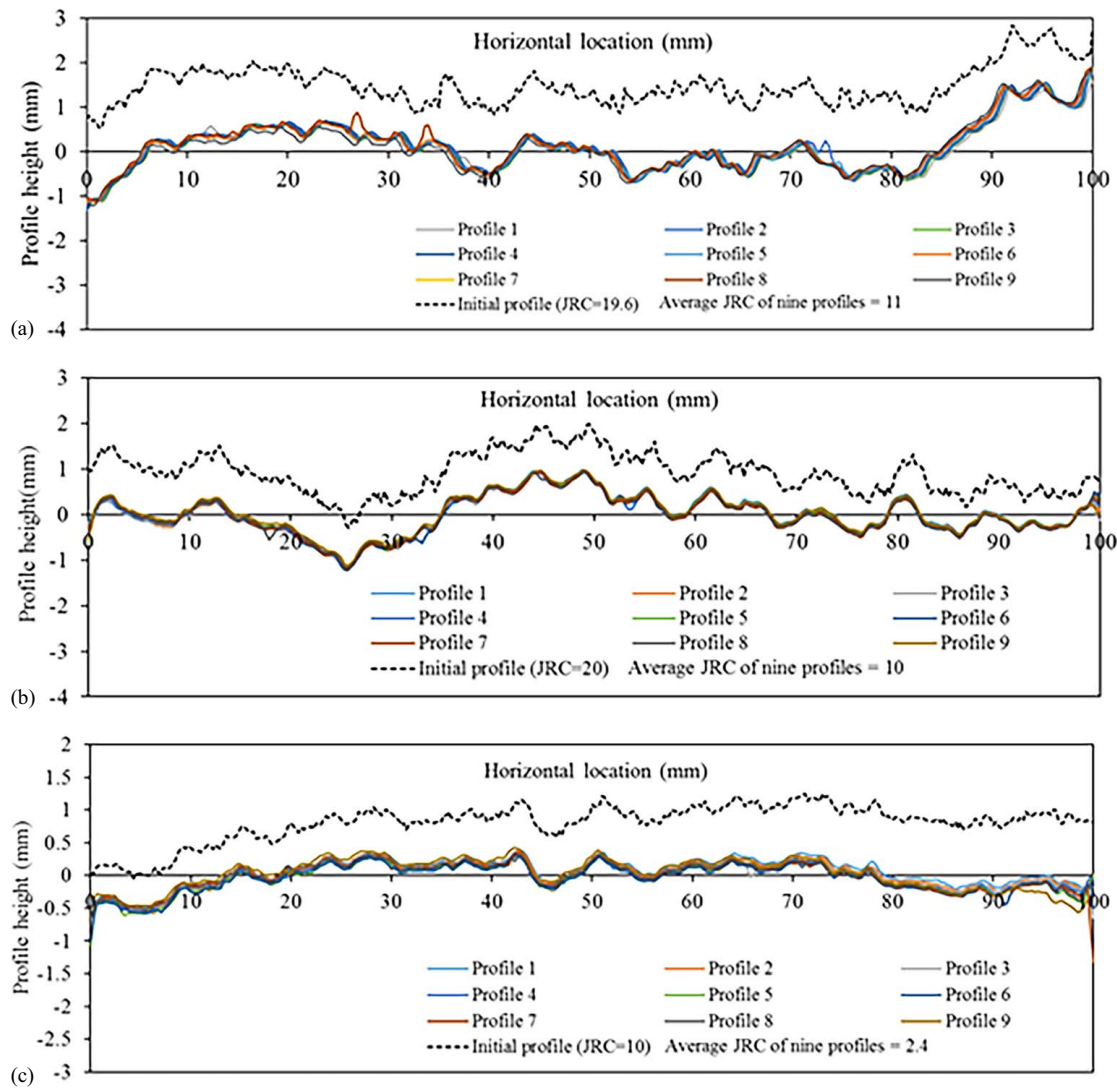 3
Horizontal location (mm)
2
1
0
0 10 20 30 40 50 60 70 80 90 100
-1
Profile height (mm)
Profile 1 Profile 2 Profile 3
-2
Profile 4 Profile 5 Profile 6
Profile 7 Profile 8 Profile 9
-3
Initial profile (JRC=19.6) Average JRC of nine profiles = 11
(a) -4
3
Horizontal location (mm)
2
1
0
0 10 20 30 40 50 60 70 80 90 100
-1
Profile height(mm)
Profile 1 Profile 2 Profile 3
-2
Profile 4 Profile 5 Profile 6
Profile 7 Profile 8 Profile 9
-3
Initial profile (JRC=20) Average JRC of nine profiles = 10
(b) -4
2
Horizontal location (mm)
1.5
1
0.5
0
0 10 20 30 40 50 60 70 80 90 100
-0.5
-1
Profile height (mm)
Profile 1 Profile 2 Profile 3
-1.5
Profile 4 Profile 5 Profile 6
-2
Profile 7 Profile 8 Profile 9
-2.5
Initial profile (JRC=10) Average JRC of nine profiles = 2.4
(c) -3